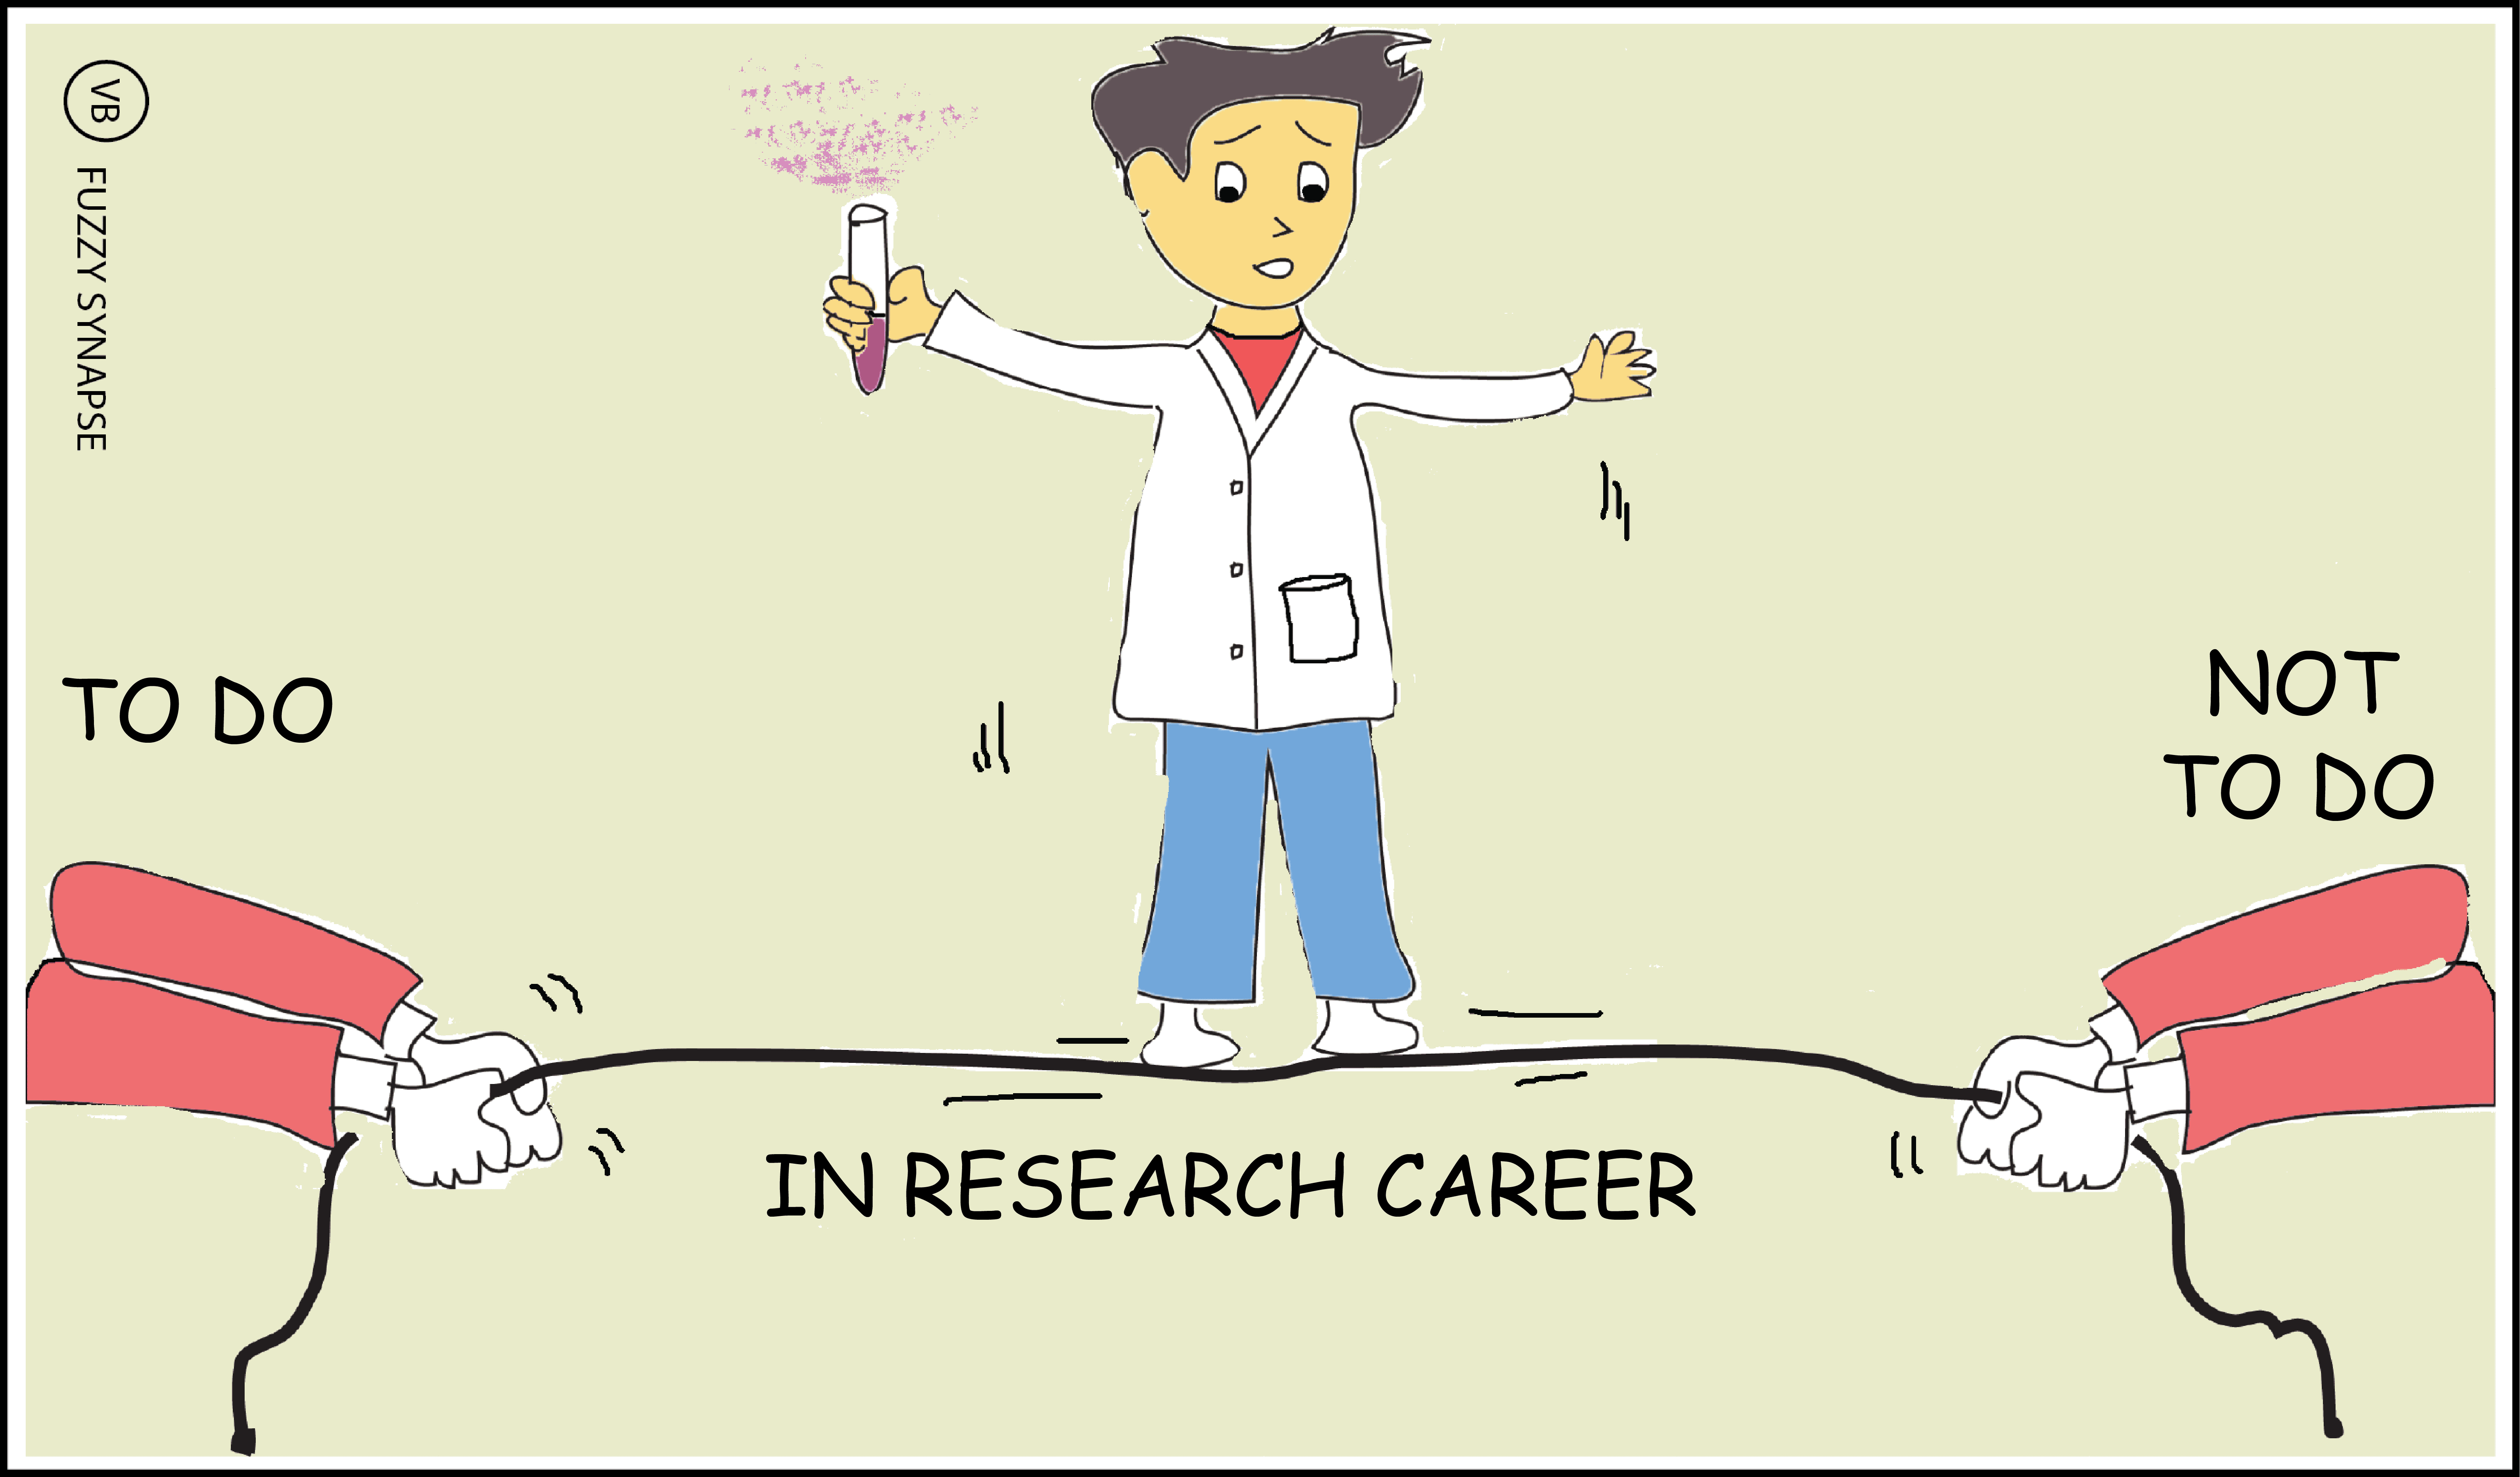 VB
FUZZY SYNAPSE
TO DO
NOT
TO DO
IN RESEARCH CAREER